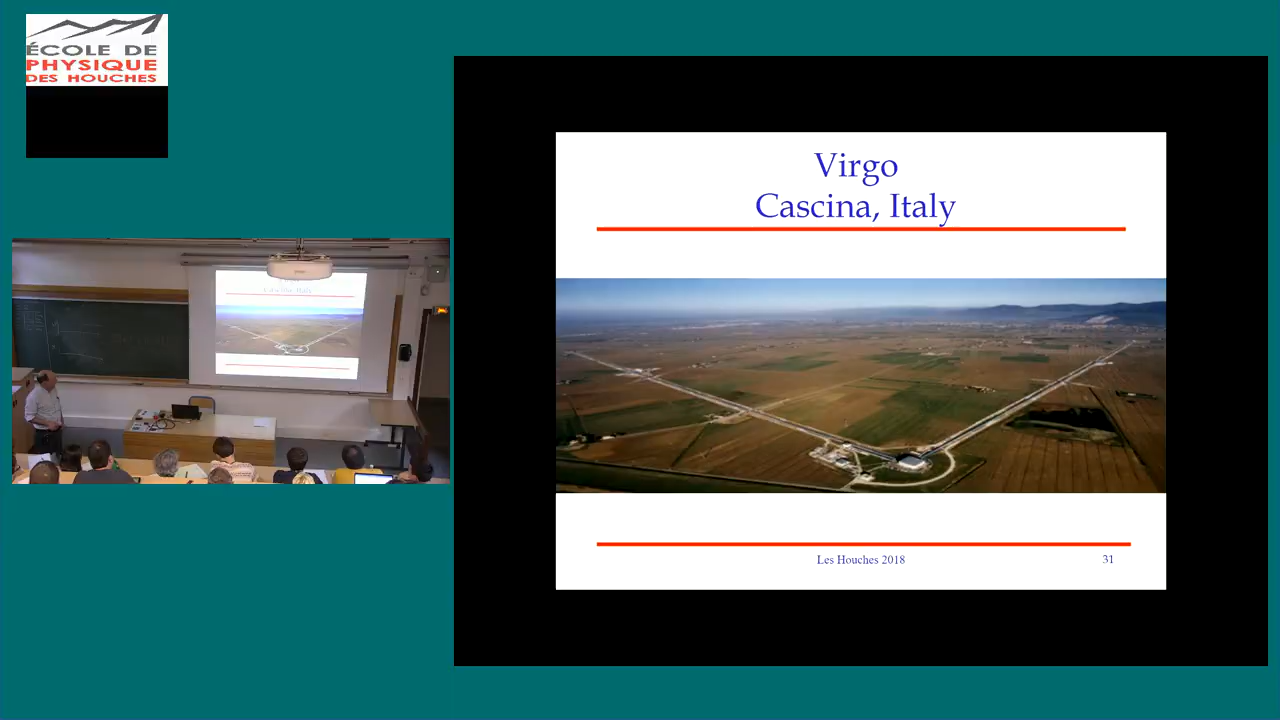 ÉCOLE DE
PHYSIQUE
DES HOUCHES
Virgo
Cascina, Italy
Les Houches 2018
31